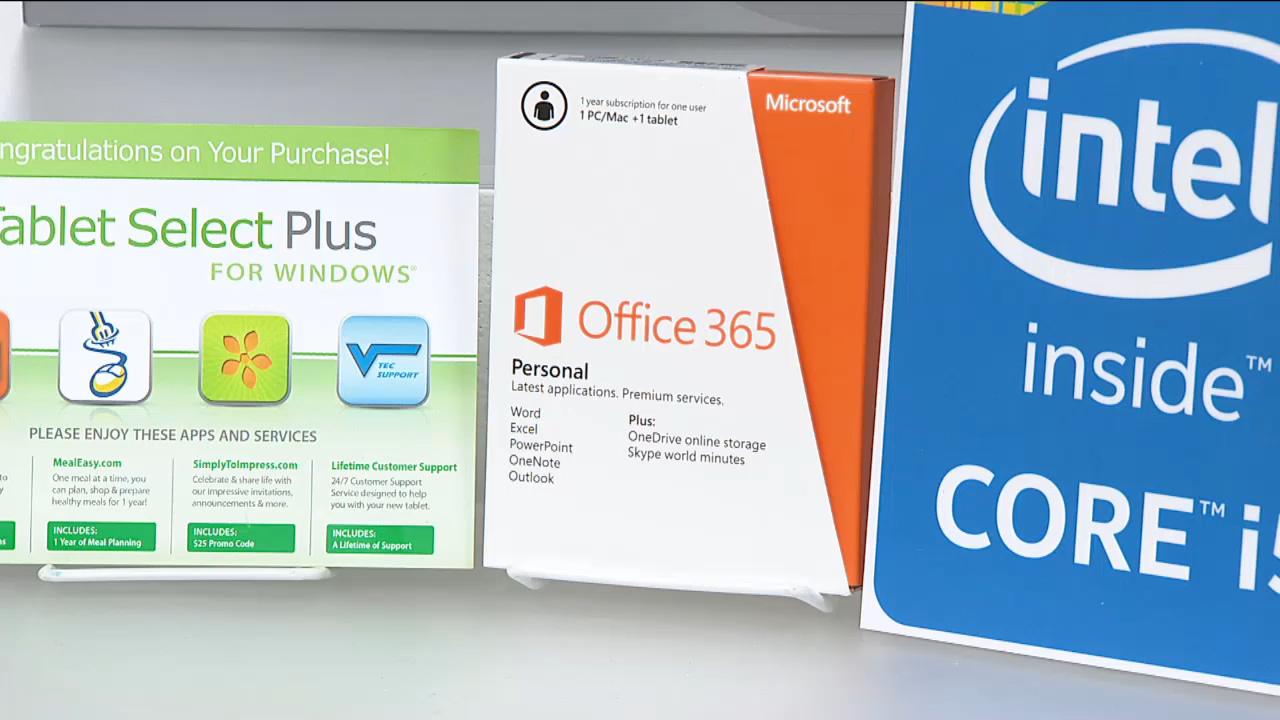 ngratulations on Your Purchase!
Tablet Select Plus
FOR WINDOWS®
V TEC
SUPPORT
PLEASE ENJOY THESE APPS AND SERVICES
MealEasy.com
One meal at a time, you
can plan, shop & prepare
healthy meals for 1 year!
INCLUDES:
1 Year of Meal Planning
SimplyToImpress.com
Celebrate & share life with
our impressive invitations,
announcements & more.
INCLUDES:
$25 Promo Code
Lifetime Customer Support
24/7 Customer Support
Service designed to help
you with your new tablet.
INCLUDES:
A Lifetime of Support
1 year subscription for one user
1 PC/Mac +1 tablet
Microsoft
Office 365
Personal
Latest applications. Premium services.
Word
Excel
PowerPoint
OneNote
Outlook
Plus:
OneDrive online storage
Skype world minutes
intel
inside™
CORE™ i5